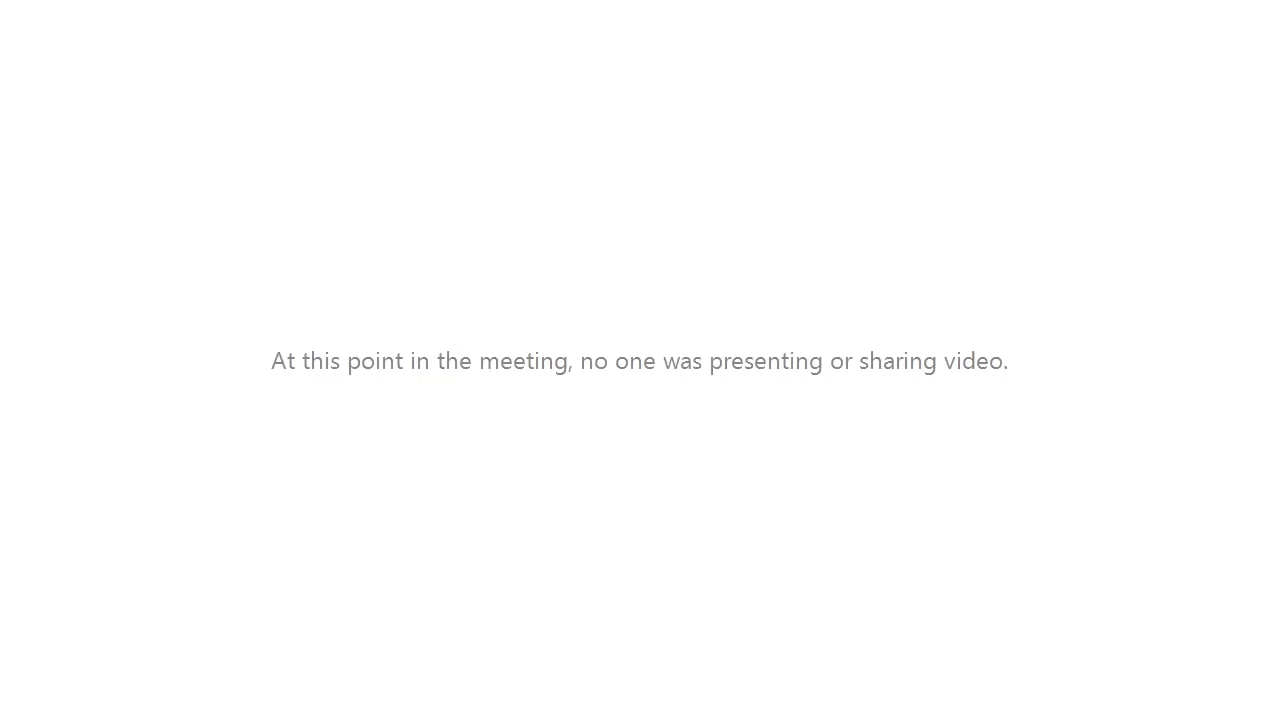 At this point in the meeting, no one was presenting or sharing video.